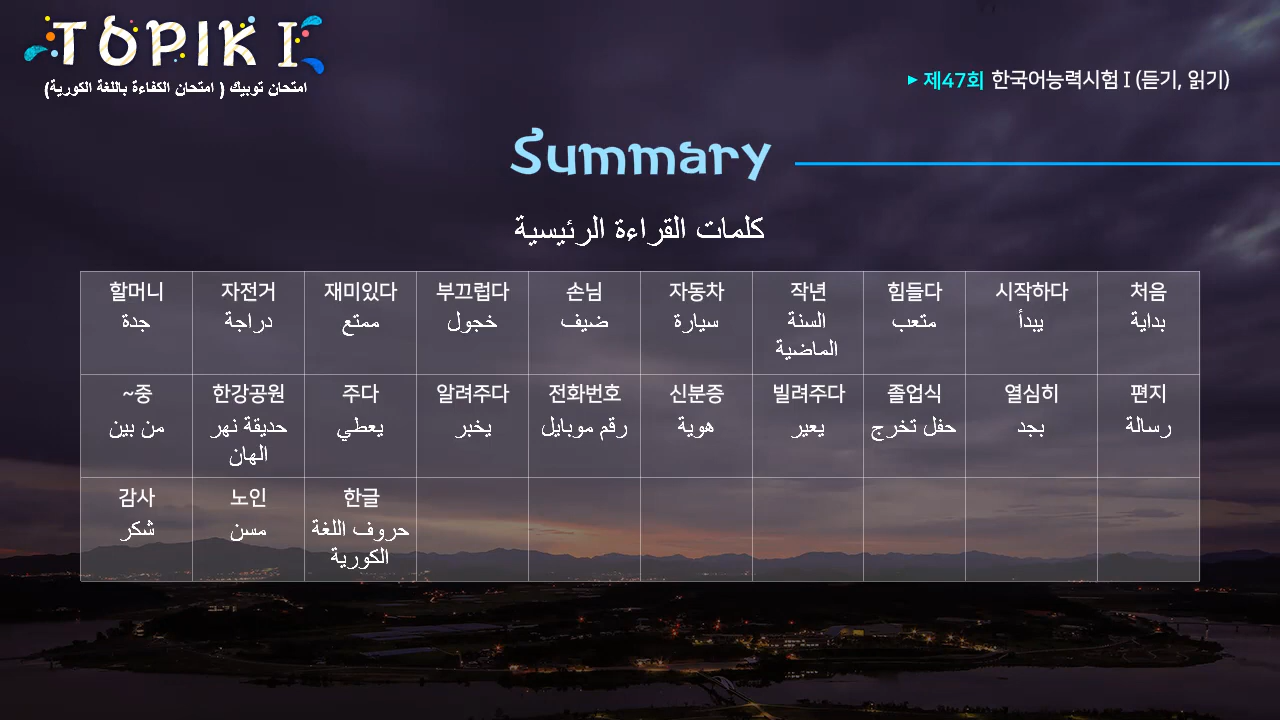 TOPIK I
امتحان توبيك ( امتحان الكفاءة باللغة الكورية)
▶ 제47회 한국어능력시험 I (듣기, 읽기)
Summary
كلمات القراءة الرئيسية
할머니 자전거 재미있다 부끄럽다 손님 자동차 작년 힘들다 시작하다 처음
جدة دراجة ممتع خجول ضيف سيارة السنة متعب يبدأ بداية
الماضية
~중 한강공원 주다 알려주다 전화번호 신분증 빌려주다 졸업식 열심히 편지
من بين حديقة نهر يعطي يخبر رقم موبايل هوية يعير حفل تخرج بجد رسالة
الهان
감사 노인 한글
شكر مسن حروف اللغة
الكورية